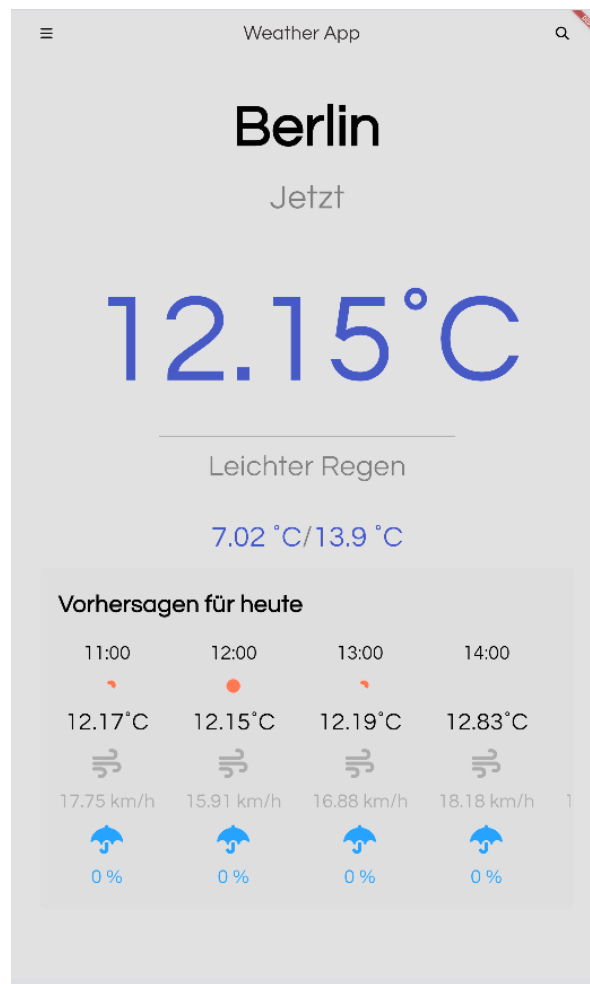 Weather App
Berlin
Jetzt
12.15°C
Leichter Regen
7.02 °C/13.9 °C
Vorhersagen für heute
11:00 12:00 13:00 14:00
12.17°C 12.15°C 12.19°C 12.83°C
17.75 km/h 15.91 km/h 16.88 km/h 18.18 km/h 1
0 % 0 % 0 % 0 %